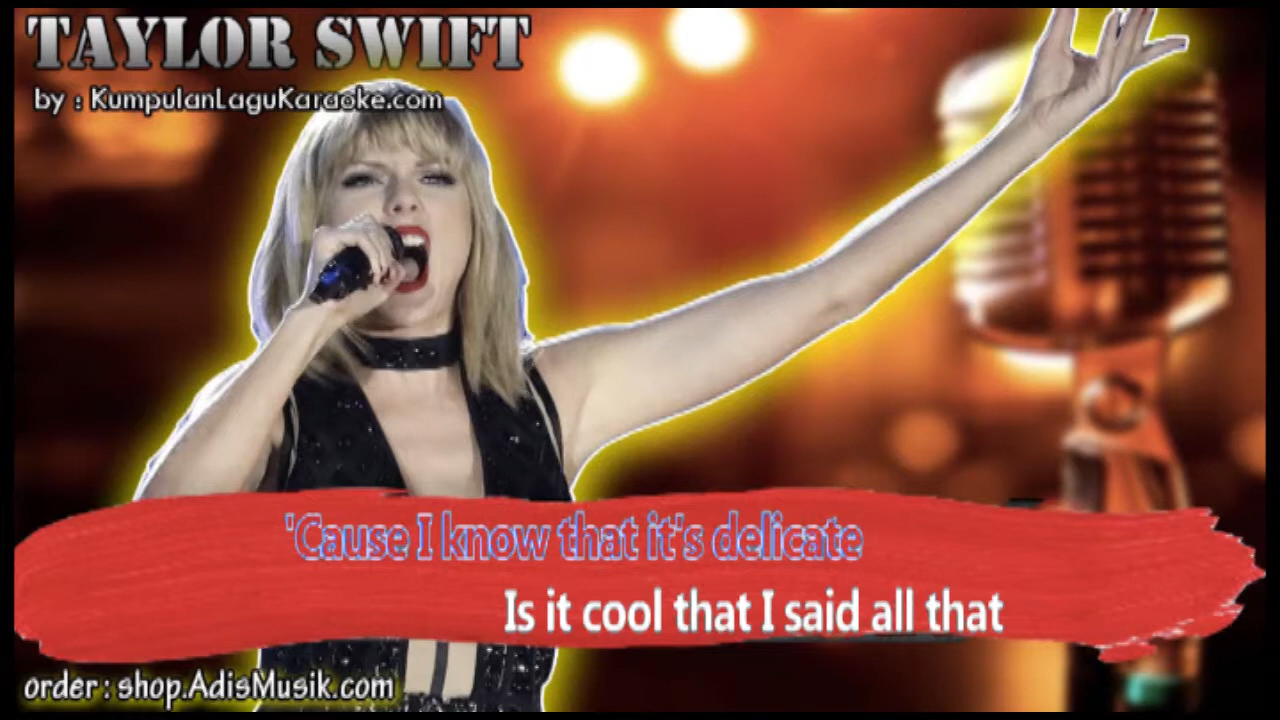 TAYLOR SWIFT
by : KumpulanLaguKaraoke.com
'Cause I know that it's delicate
Is it cool that I said all that
order : shop.AdisMusik.com